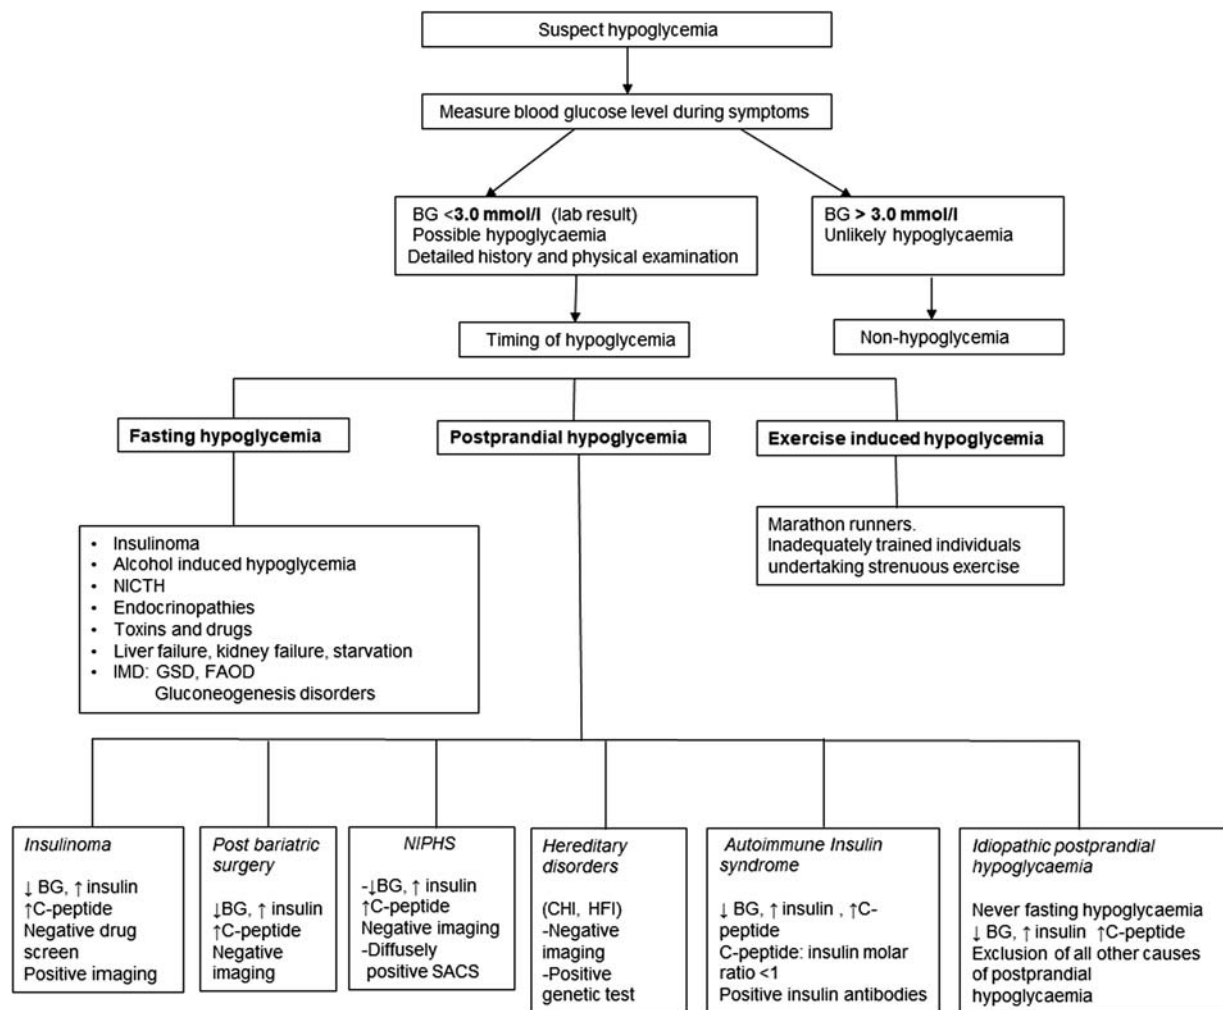 Suspect hypoglycemia
Measure blood glucose level during symptoms
BG <3.0 mmol/l (lab result)
Possible hypoglycaemia
Detailed history and physical examination
BG > 3.0 mmol/l
Unlikely hypoglycaemia
Timing of hypoglycemia
Non-hypoglycemia
Fasting hypoglycemia
Postprandial hypoglycemia
Exercise induced hypoglycemia
• Insulinoma
• Alcohol induced hypoglycemia
• NICTH
• Endocrinopathies
• Toxins and drugs
• Liver failure, kidney failure, starvation
• IMD: GSD, FAOD
Gluconeogenesis disorders
Marathon runners.
Inadequately trained individuals
undertaking strenuous exercise
Insulinoma
↓ BG, ↑ insulin
↑C-peptide
Negative drug
screen
Positive imaging
Post bariatric
surgery
↓BG, ↑ insulin
↑C-peptide
Negative
imaging
NIPHS
-↓BG, ↑ insulin
↑C-peptide
Negative imaging
-Diffusely
positive SACS
Hereditary
disorders
(CHI, HFI)
-Negative
imaging
-Positive
genetic test
Autoimmune Insulin
syndrome
↓ BG, ↑ insulin , ↑C-
peptide
C-peptide: insulin molar
ratio <1
Positive insulin antibodies
Idiopathic postprandial
hypoglycaemia
Never fasting hypoglycaemia
↓ BG, ↑ insulin ↑C-peptide
Exclusion of all other causes
of postprandial
hypoglycaemia